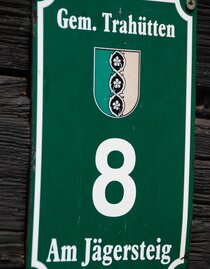 Gem. Trahütten
8
Am Jägersteig